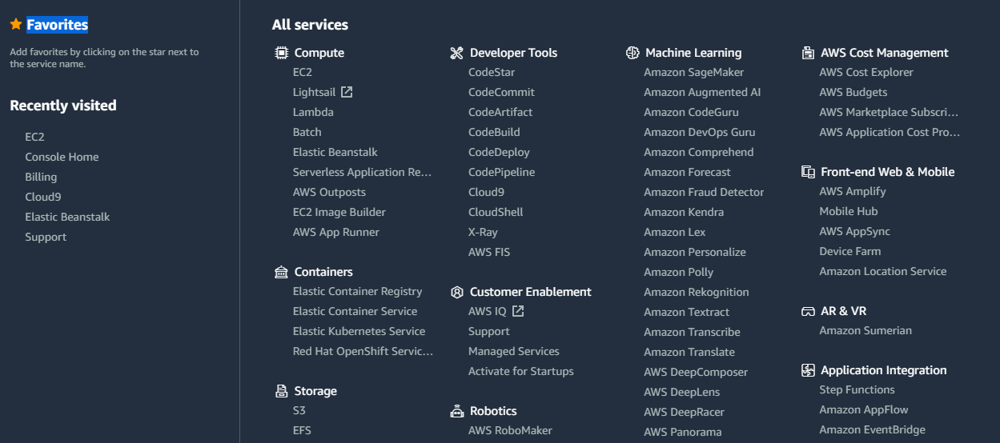 Favorites
Add favorites by clicking on the star next to
the service name.
Recently visited
EC2
Console Home
Billing
Cloud9
Elastic Beanstalk
Support
All services
Compute
EC2
Lightsail
Lambda
Batch
Elastic Beanstalk
Serverless Application Re...
AWS Outposts
EC2 Image Builder
AWS App Runner
Containers
Elastic Container Registry
Elastic Container Service
Elastic Kubernetes Service
Red Hat OpenShift Servic...
Storage
S3
EFS
Developer Tools
CodeStar
CodeCommit
CodeArtifact
CodeBuild
CodeDeploy
CodePipeline
Cloud9
CloudShell
X-Ray
AWS FIS
Customer Enablement
AWS IQ
Support
Managed Services
Activate for Startups
Robotics
AWS RoboMaker
Machine Learning
Amazon SageMaker
Amazon Augmented AI
Amazon CodeGuru
Amazon DevOps Guru
Amazon Comprehend
Amazon Forecast
Amazon Fraud Detector
Amazon Kendra
Amazon Lex
Amazon Personalize
Amazon Polly
Amazon Rekognition
Amazon Textract
Amazon Transcribe
Amazon Translate
AWS DeepComposer
AWS DeepLens
AWS DeepRacer
AWS Panorama
AWS Cost Management
AWS Cost Explorer
AWS Budgets
AWS Marketplace Subscri...
AWS Application Cost Pro...
Front-end Web & Mobile
AWS Amplify
Mobile Hub
AWS AppSync
Device Farm
Amazon Location Service
AR & VR
Amazon Sumerian
Application Integration
Step Functions
Amazon AppFlow
Amazon EventBridge